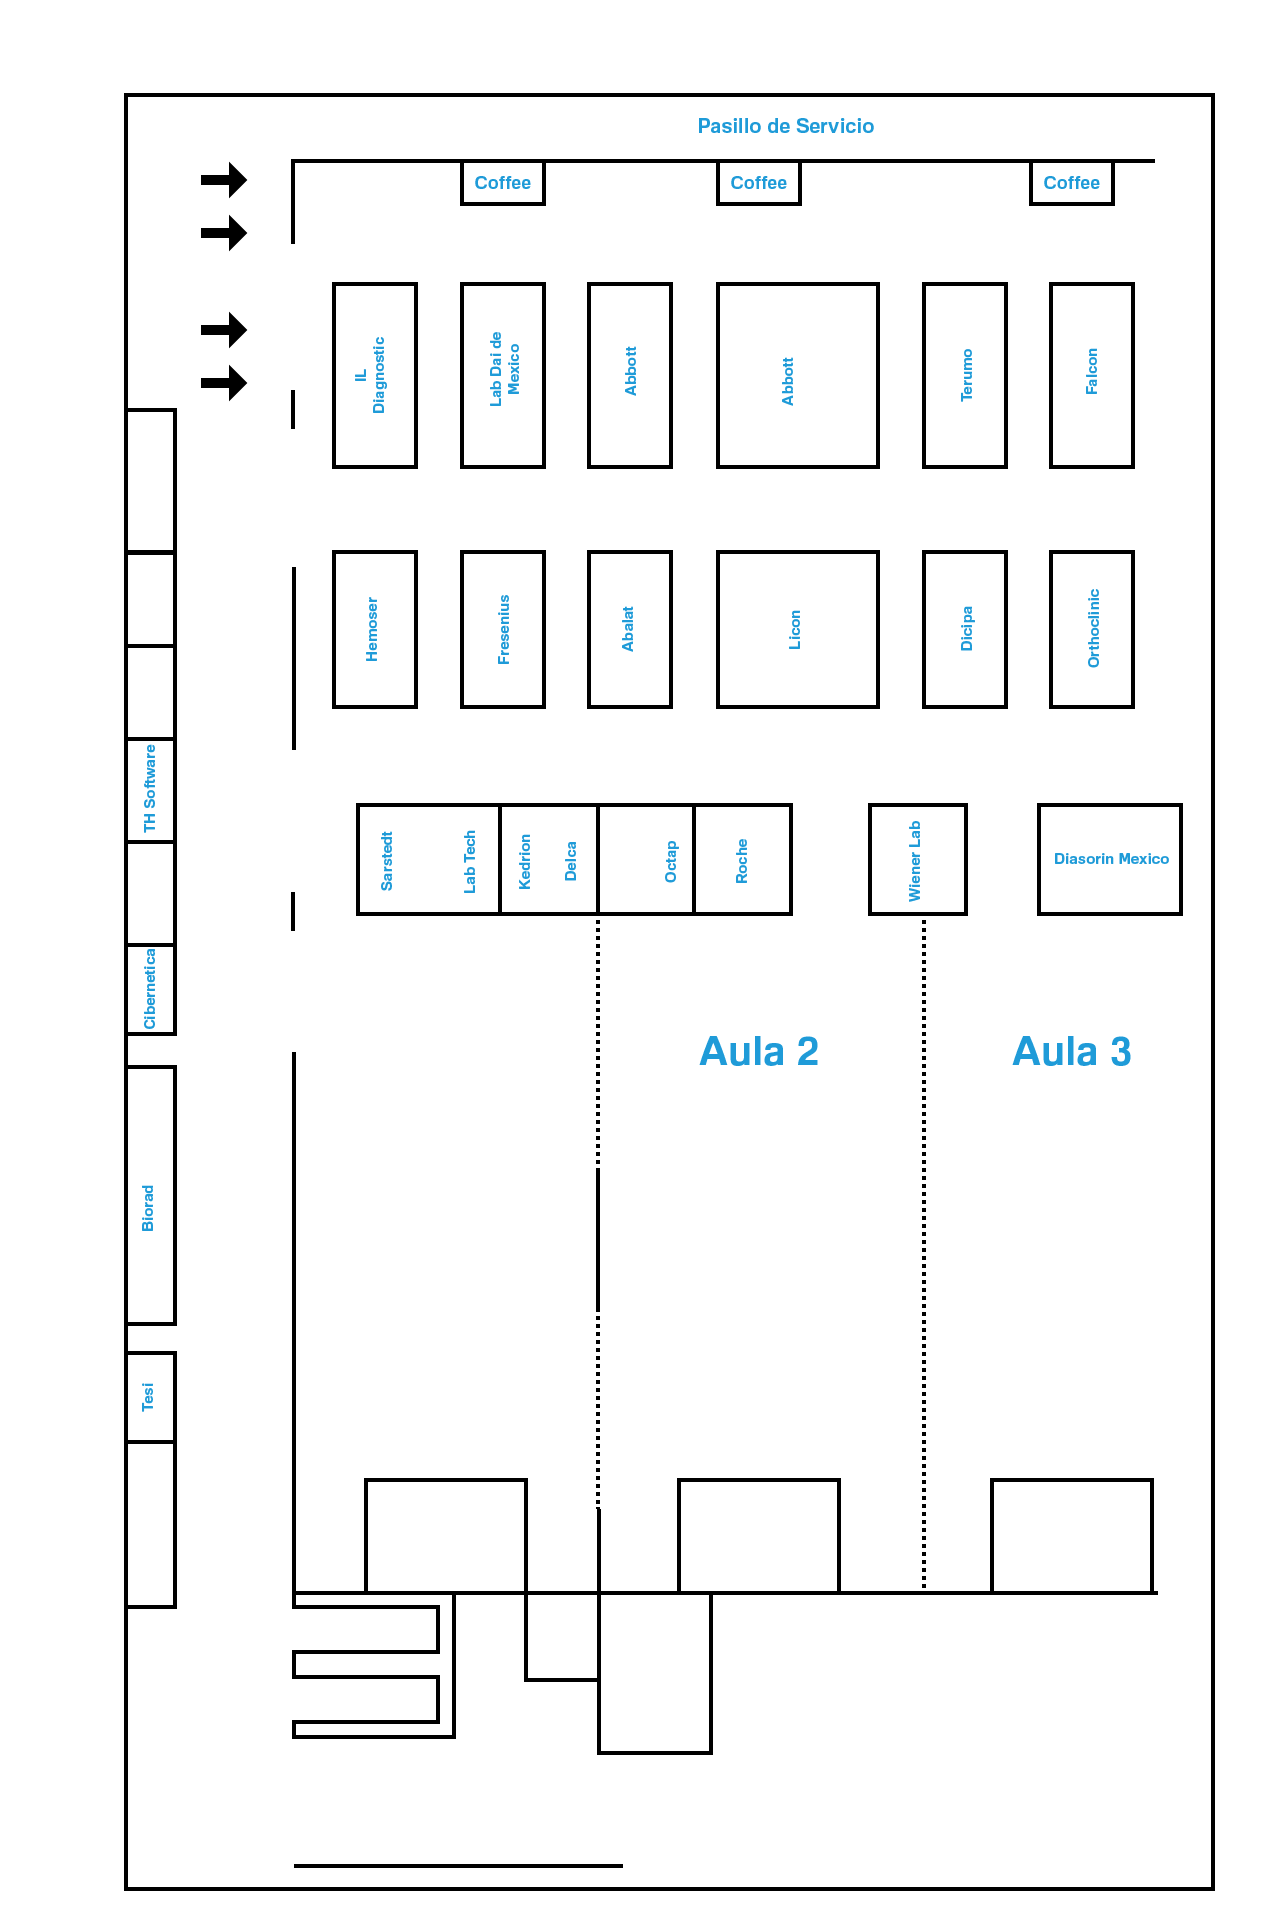 Pasillo de Servicio
Coffee
Coffee
Coffee
IL
Diagnostic
Lab Dai de
Mexico
Abbott
Abbott
Terumo
Falcon
Hemoser
Fresenius
Abalat
Licon
Dicipa
Orthoclinic
TH Software
Sarstedt
Lab Tech
Kedrion
Delca
Octap
Roche
Wiener Lab
Diasorin Mexico
Cibernetica
Aula 2
Aula 3
Biorad
Tesi